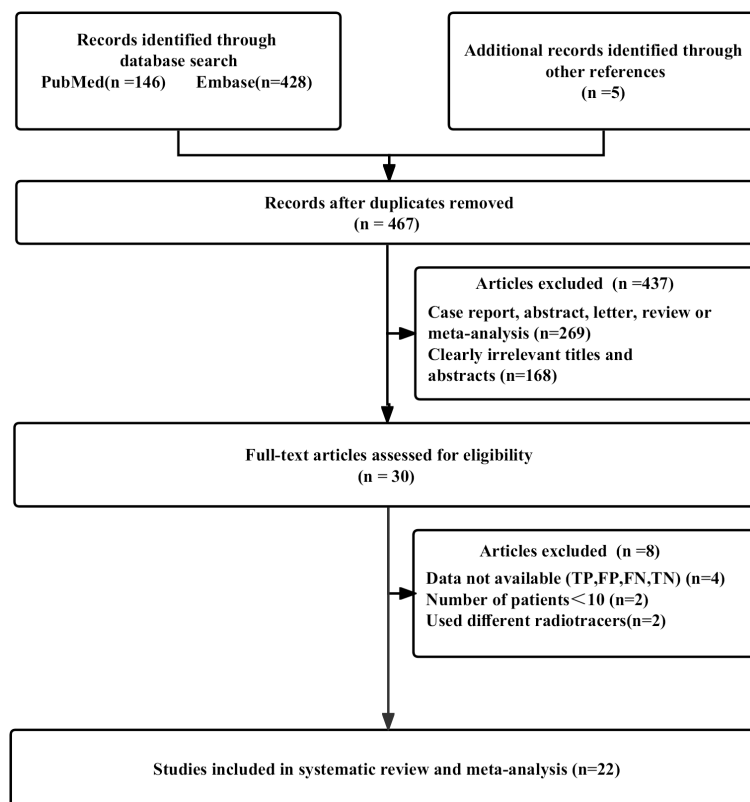 Records identified through
database search
PubMed(n =146) Embase(n=428)
Additional records identified through
other references
(n =5)
Records after duplicates removed
(n = 467)
Articles excluded (n =437)
Case report, abstract, letter, review or
meta-analysis (n=269)
Clearly irrelevant titles and
abstracts (n=168)
Full-text articles assessed for eligibility
(n = 30)
Articles excluded (n =8)
Data not available (TP,FP,FN,TN) (n=4)
Number of patients＜10 (n=2)
Used different radiotracers(n=2)
Studies included in systematic review and meta-analysis (n=22)